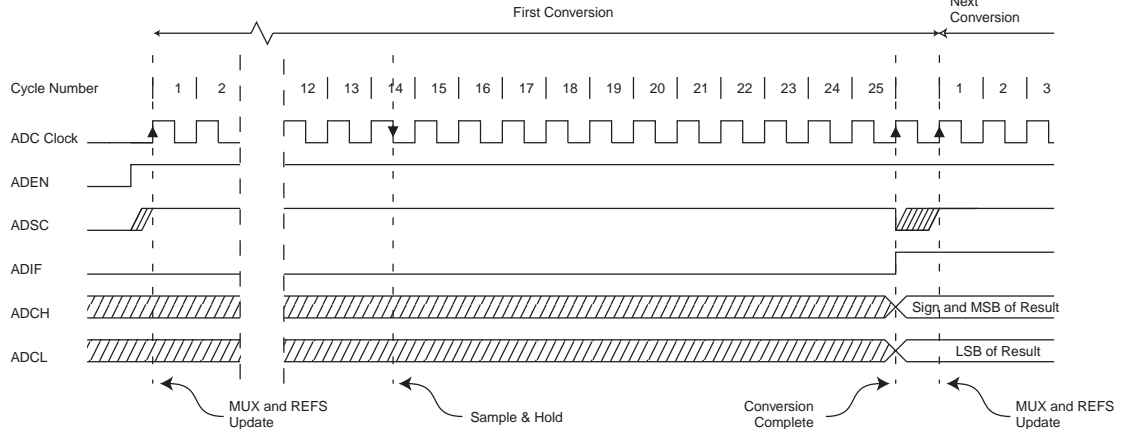 First Conversion
Next
Conversion
Cycle Number 1 2 12 13 14 15 16 17 18 19 20 21 22 23 24 25 1 2 3
ADC Clock
ADEN
ADSC
ADIF
ADCH Sign and MSB of Result
ADCL LSB of Result
MUX and REFS
Update
Sample & Hold
Conversion
Complete
MUX and REFS
Update